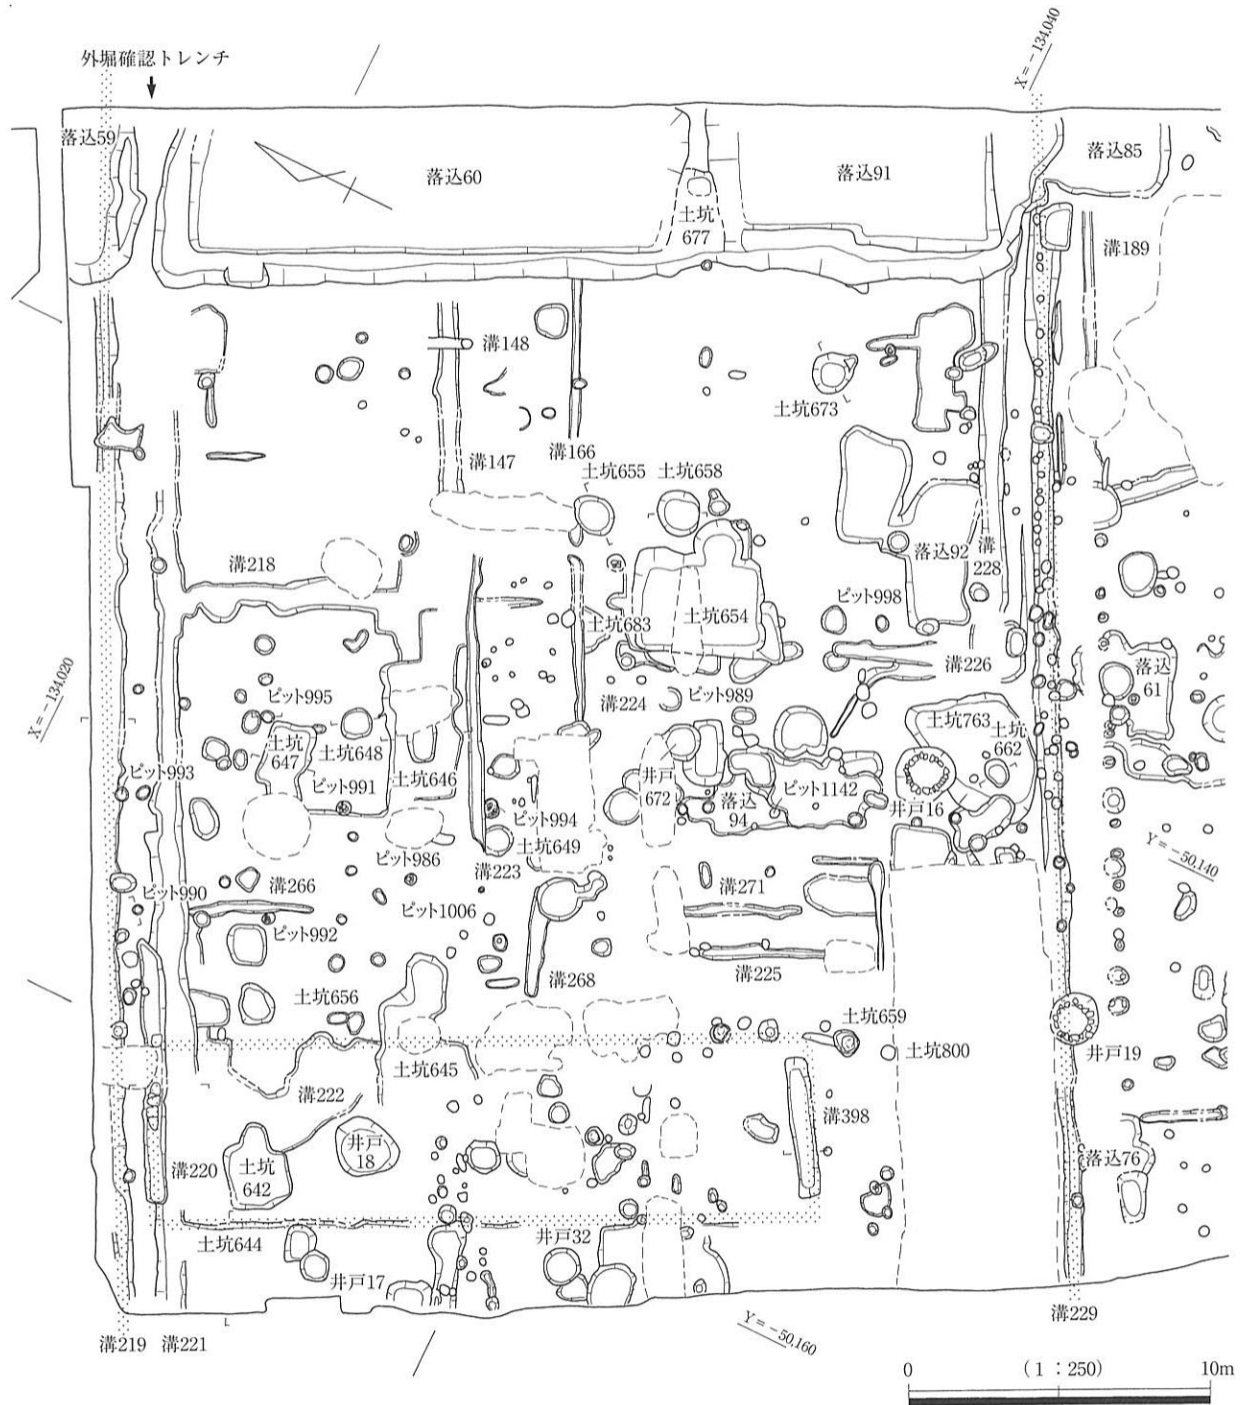 X=-134,040
外堀確認トレンチ
落込59
落込60
落込91
落込85
土坑
677
溝189
溝148
土坑673
溝166
溝147
土坑655
土坑658
溝218
落込92
溝
228
ピット998
土坑683
土坑654
溝226
落込
61
X=-134,020
ピット995
溝224
ピット989
土坑763
土坑
662
土坑
647
土坑648
ピット993
ピット991
土坑646
井戸
672
落込
94
ピット1142
井戸16
ピット994
土坑649
ピット986
溝223
Y=-50,140
ピット990
溝266
ピット1006
溝271
ピット992
溝268
溝225
土坑656
土坑659
土坑800
井戸19
土坑645
溝222
溝398
井戸
18
溝220
土坑
642
落込76
土坑644
井戸32
井戸17
溝219
溝221
Y=-50,160
溝229
0
(1:250)
10m